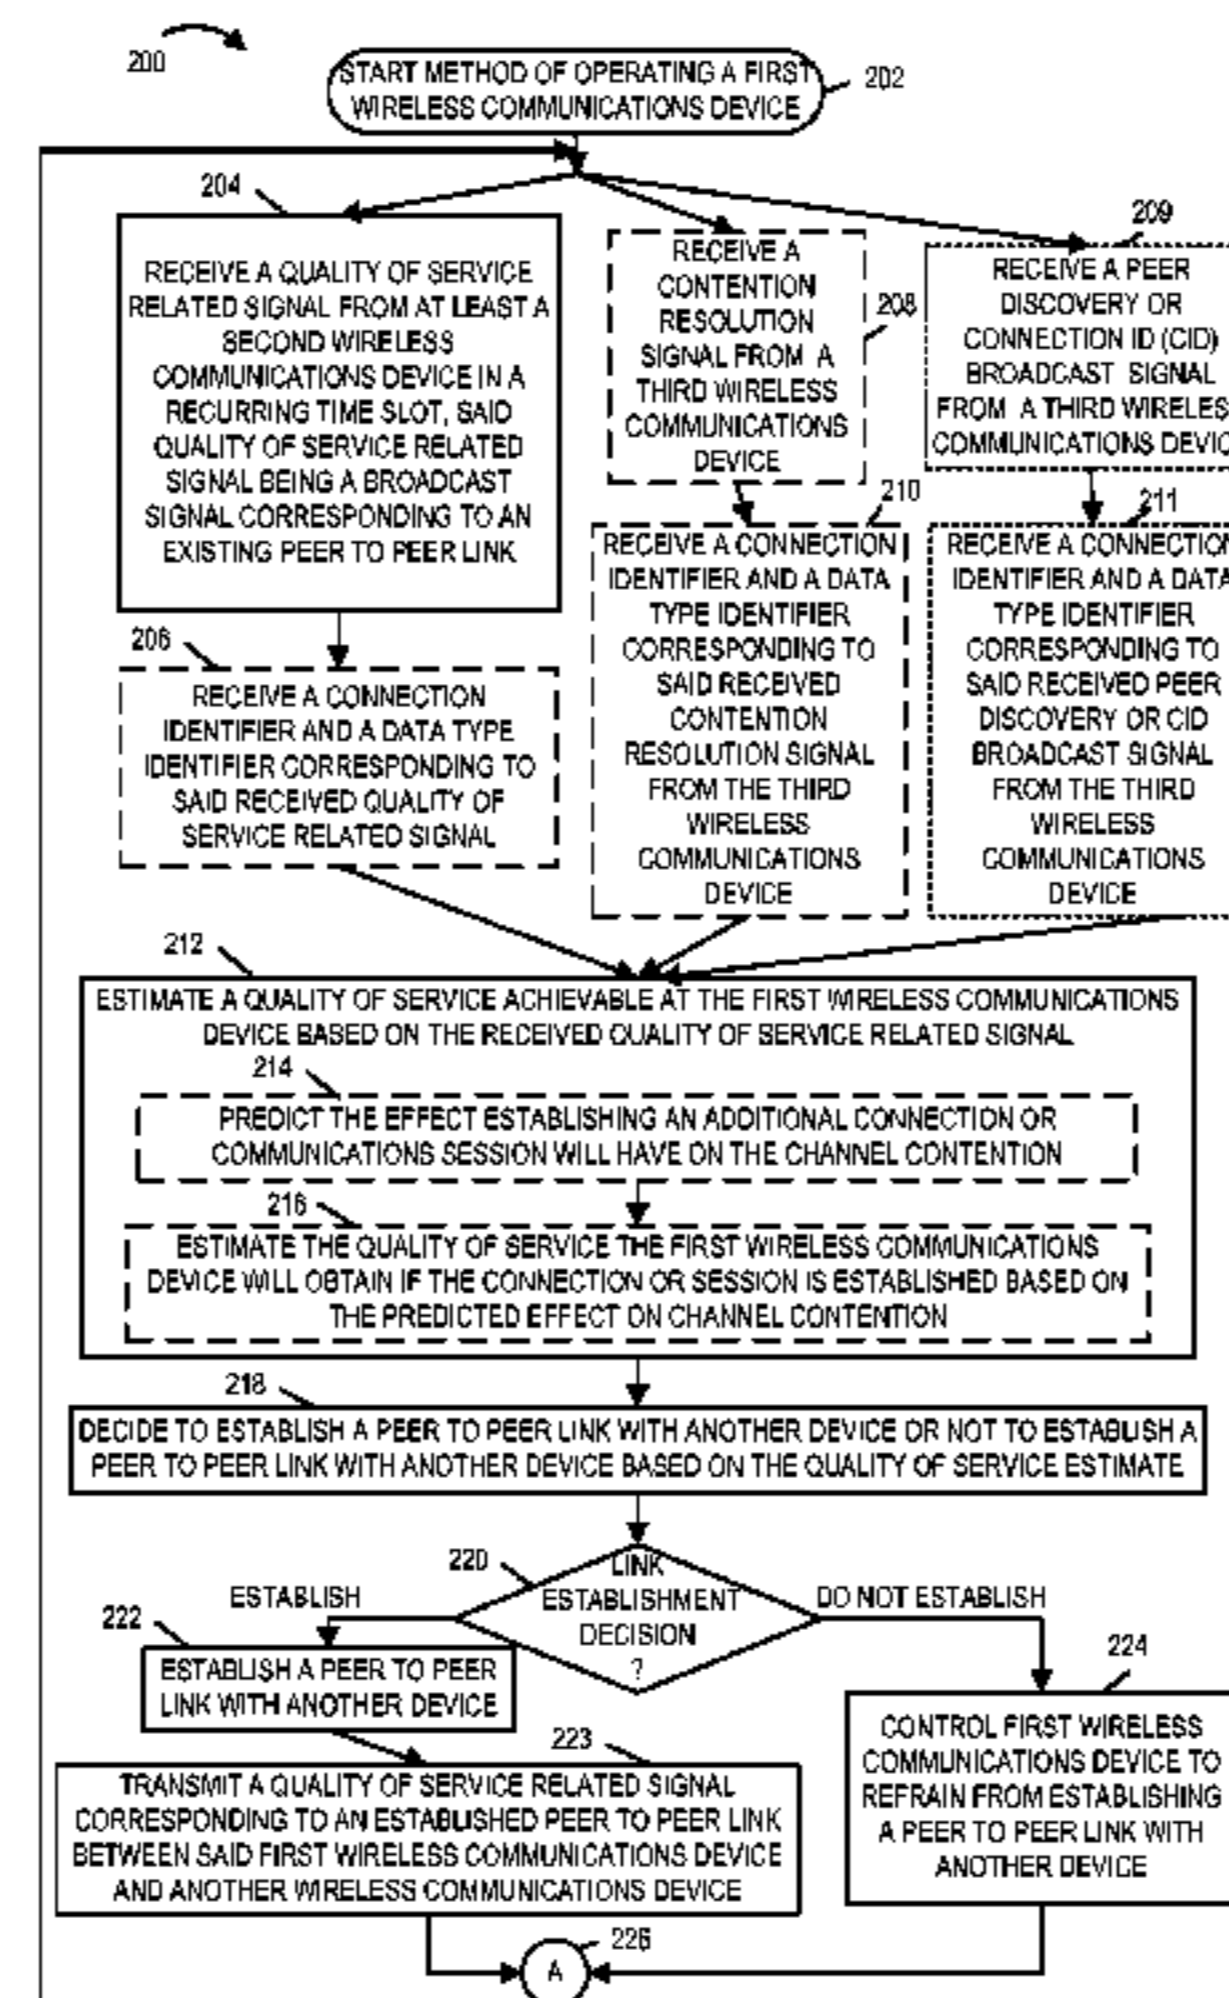 200
START METHOD OF OPERATING A FIRST
WIRELESS COMMUNICATIONS DEVICE
202
204
RECEIVE A QUALITY OF SERVICE
RELATED SIGNAL FROM AT LEAST A
SECOND WIRELESS
COMMUNICATIONS DEVICE IN A
RECURRING TIME SLOT, SAID
QUALITY OF SERVICE RELATED
SIGNAL BEING A BROADCAST
SIGNAL CORRESPONDING TO AN
EXISTING PEER TO PEER LINK
RECEIVE A
CONTENTION
RESOLUTION
SIGNAL FROM A
THIRD WIRELESS
COMMUNICATIONS
DEVICE
208
209
RECEIVE A PEER
DISCOVERY OR
CONNECTION ID (CID)
BROADCAST SIGNAL
FROM A THIRD WIRELES
COMMUNICATIONS DEVIC
206
RECEIVE A CONNECTION
IDENTIFIER AND A DATA TYPE
IDENTIFIER CORRESPONDING TO
SAID RECEIVED QUALITY OF
SERVICE RELATED SIGNAL
210
RECEIVE A CONNECTION
IDENTIFIER AND A DATA
TYPE IDENTIFIER
CORRESPONDING TO
SAID RECEIVED
CONTENTION
RESOLUTION SIGNAL
FROM THE THIRD
WIRELESS
COMMUNICATIONS
DEVICE
211
RECEIVE A CONNECTION
IDENTIFIER AND A DATA
TYPE IDENTIFIER
CORRESPONDING TO
SAID RECEIVED PEER
DISCOVERY OR CID
BROADCAST SIGNAL
FROM THE THIRD
WIRELESS
COMMUNICATIONS
DEVICE
212
ESTIMATE A QUALITY OF SERVICE ACHIEVABLE AT THE FIRST WIRELESS COMMUNICATIONS
DEVICE BASED ON THE RECEIVED QUALITY OF SERVICE RELATED SIGNAL
214
PREDICT THE EFFECT ESTABLISHING AN ADDITIONAL CONNECTION OR
COMMUNICATIONS SESSION WILL HAVE ON THE CHANNEL CONTENTION
216
ESTIMATE THE QUALITY OF SERVICE THE FIRST WIRELESS COMMUNICATIONS
DEVICE WILL OBTAIN IF THE CONNECTION OR SESSION IS ESTABLISHED BASED ON
THE PREDICTED EFFECT ON CHANNEL CONTENTION
218
DECIDE TO ESTABLISH A PEER TO PEER LINK WITH ANOTHER DEVICE OR NOT TO ESTABLISH A
PEER TO PEER LINK WITH ANOTHER DEVICE BASED ON THE QUALITY OF SERVICE ESTIMATE
220
LINK
ESTABLISHMENT
DECISION
?
ESTABLISH
DO NOT ESTABLISH
222
ESTABLISH A PEER TO PEER
LINK WITH ANOTHER DEVICE
223
TRANSMIT A QUALITY OF SERVICE RELATED SIGNAL
CORRESPONDING TO AN ESTABLISHED PEER TO PEER LINK
BETWEEN SAID FIRST WIRELESS COMMUNICATIONS DEVICE
AND ANOTHER WIRELESS COMMUNICATIONS DEVICE
224
CONTROL FIRST WIRELESS
COMMUNICATIONS DEVICE TO
REFRAIN FROM ESTABLISHING
A PEER TO PEER LINK WITH
ANOTHER DEVICE
226
A